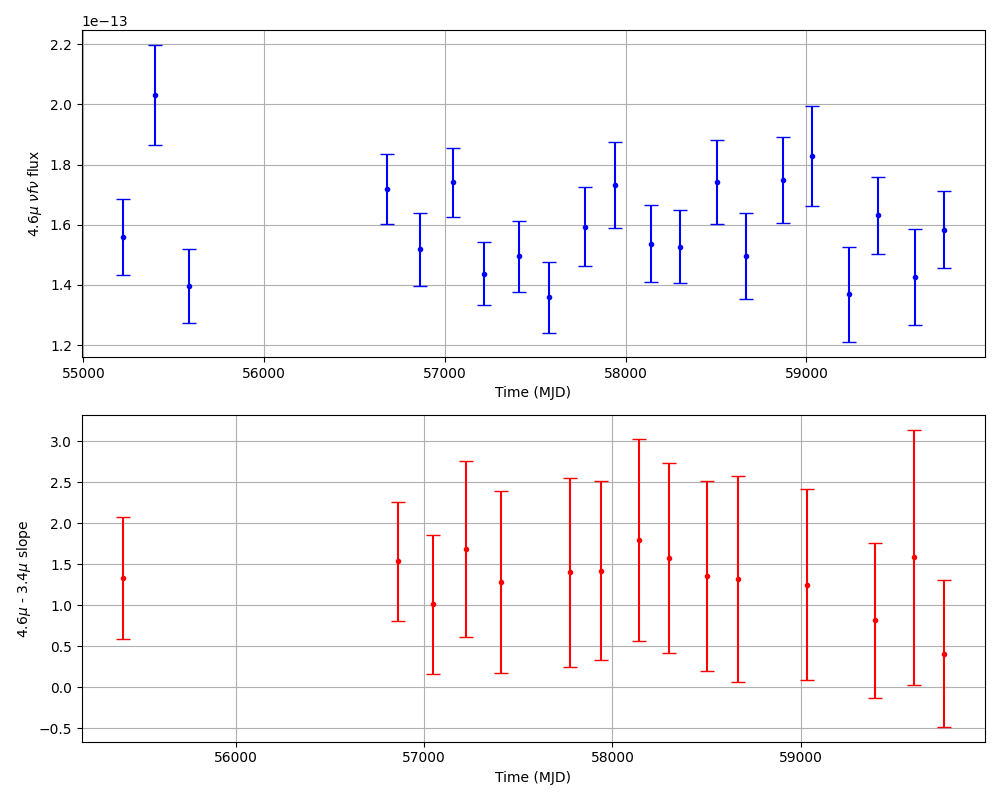 1e−13
2.2
2.0
1.8
1.6
1.4
1.2
4.6μ νfν flux
55000 56000 57000 58000 59000
Time (MJD)
3.0
2.5
2.0
1.5
1.0
0.5
0.0
−0.5
4.6μ - 3.4μ slope
56000 57000 58000 59000
Time (MJD)